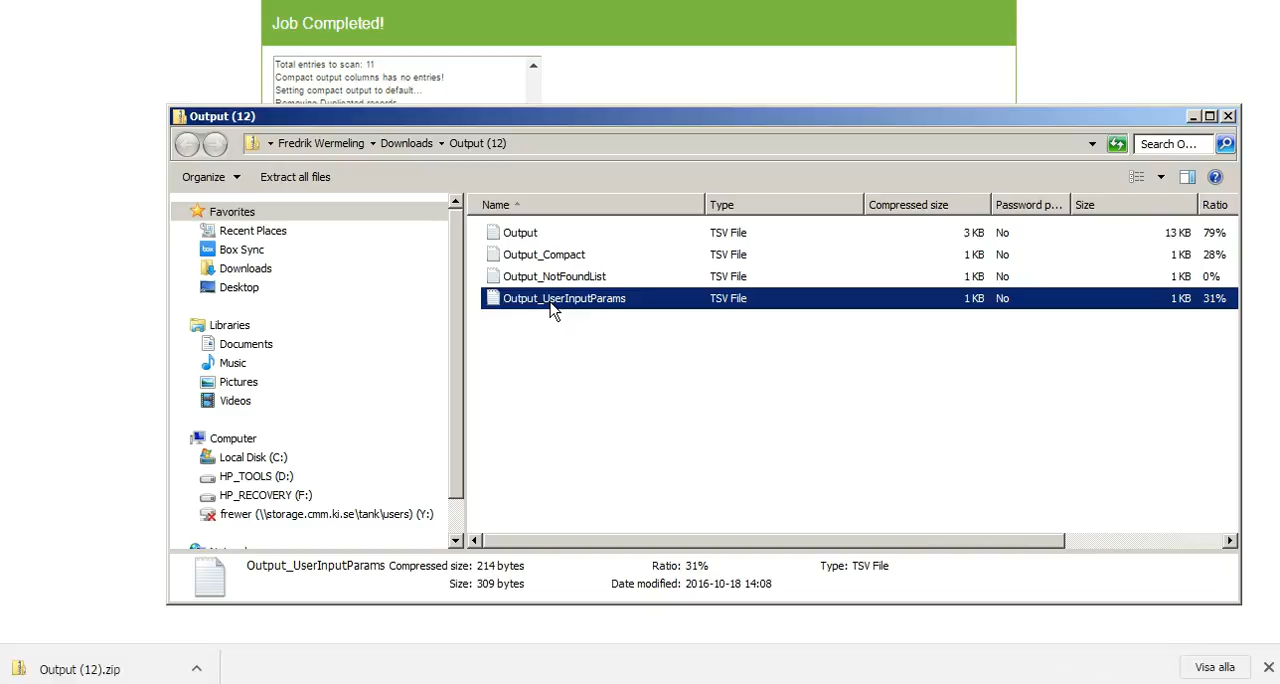 Job Completed!
Total entries to scan: 11
Compact output columns has no entries!
Setting compact output to default...
Removing Duplicated records
Output (12)
Fredrik Wermeling Downloads Output (12)
Search O...
Organize Extract all files
Name Type Compressed size Password p... Size Ratio
Favorites
Recent Places
Box Sync
Downloads
Desktop
Libraries
Documents
Music
Pictures
Videos
Computer
Local Disk (C:)
HP_TOOLS (D:)
HP_RECOVERY (F:)
frewer (\\storage.cmm.ki.se\tank\users) (Y:)
Output TSV File 3 KB No 13 KB 79%
Output_Compact TSV File 1 KB No 1 KB 28%
Output_NotFoundList TSV File 1 KB No 1 KB 0%
Output_UserInputParams TSV File 1 KB No 1 KB 31%
Output_UserInputParams Compressed size: 214 bytes Ratio: 31% Type: TSV File
Size: 309 bytes Date modified: 2016-10-18 14:08
Output (12).zip
Visa alla